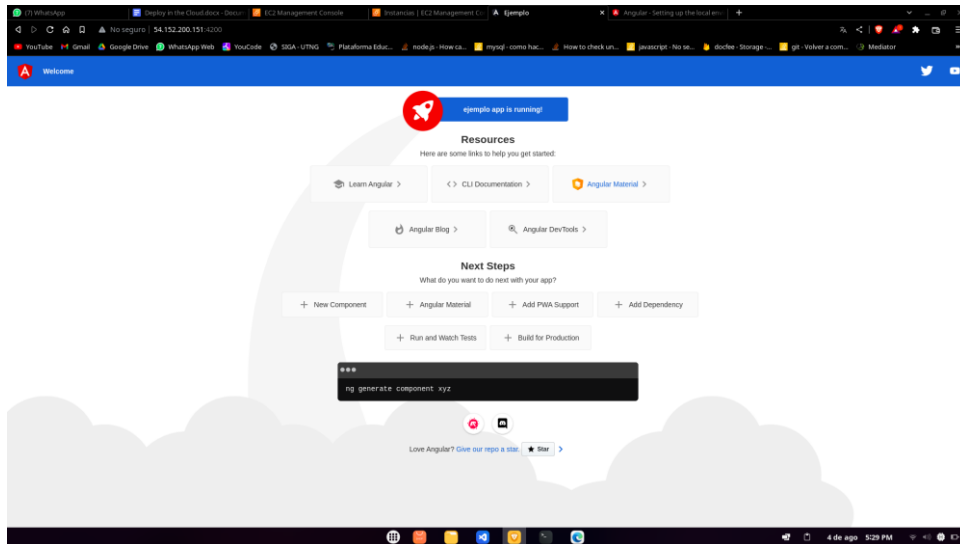 (7) WhatsApp
Deploy in the Cloud.docx - Docum
EC2 Management Console
Instancias | EC2 Management C
Ejemplo
Angular - Setting up the local env
No seguro | 54.152.200.151:4200
YouTube
Gmail
Google Drive
WhatsApp Web
YouCode
SIGA - UTNG
Plataforma Educ...
node.js - How ca...
mysql - como hac...
How to check un...
javascript - No se...
docfee - Storage -...
git - Volver a com...
Mediator
Welcome
ejemplo app is running!
Resources
Here are some links to help you get started:
Learn Angular
CLI Documentation
Angular Material
Angular Blog
Angular DevTools
Next Steps
What do you want to do next with your app?
New Component
Angular Material
Add PWA Support
Add Dependency
Run and Watch Tests
Build for Production
ng generate component xyz
Love Angular? Give our repo a star.
Star
4 de ago 5:29 PM